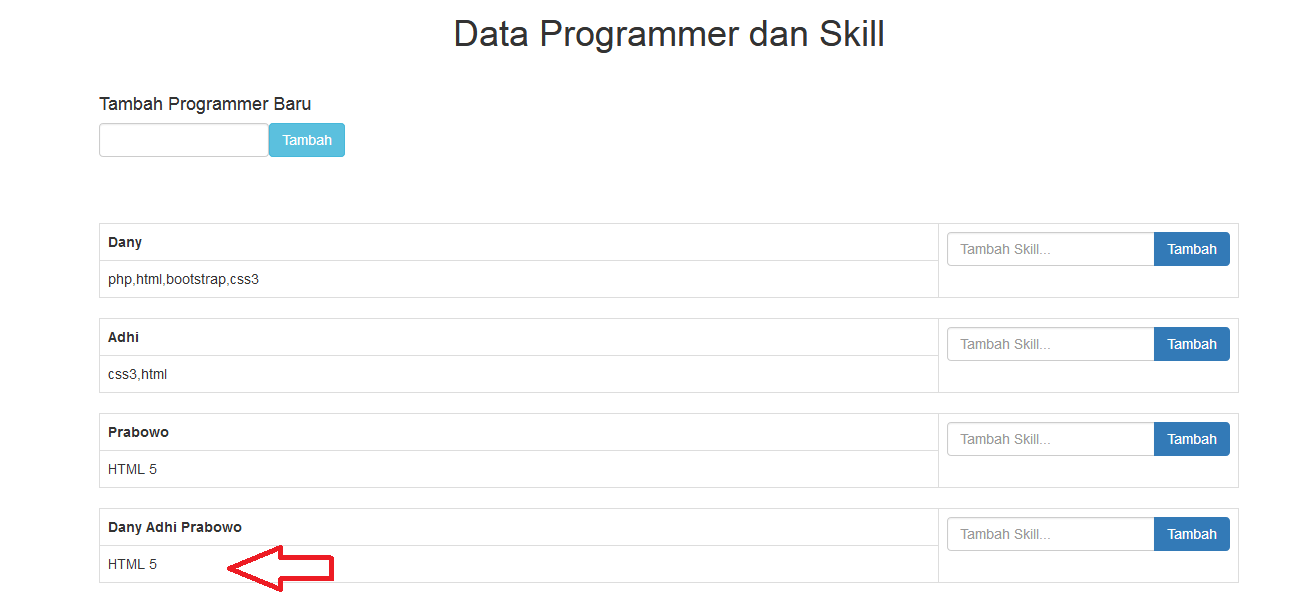 Data Programmer dan Skill
Tambah Programmer Baru
Tambah
Dany
Tambah Skill... Tambah
php,html,bootstrap,css3
Adhi
Tambah Skill... Tambah
css3,html
Prabowo
Tambah Skill... Tambah
HTML 5
Dany Adhi Prabowo
Tambah Skill... Tambah
HTML 5